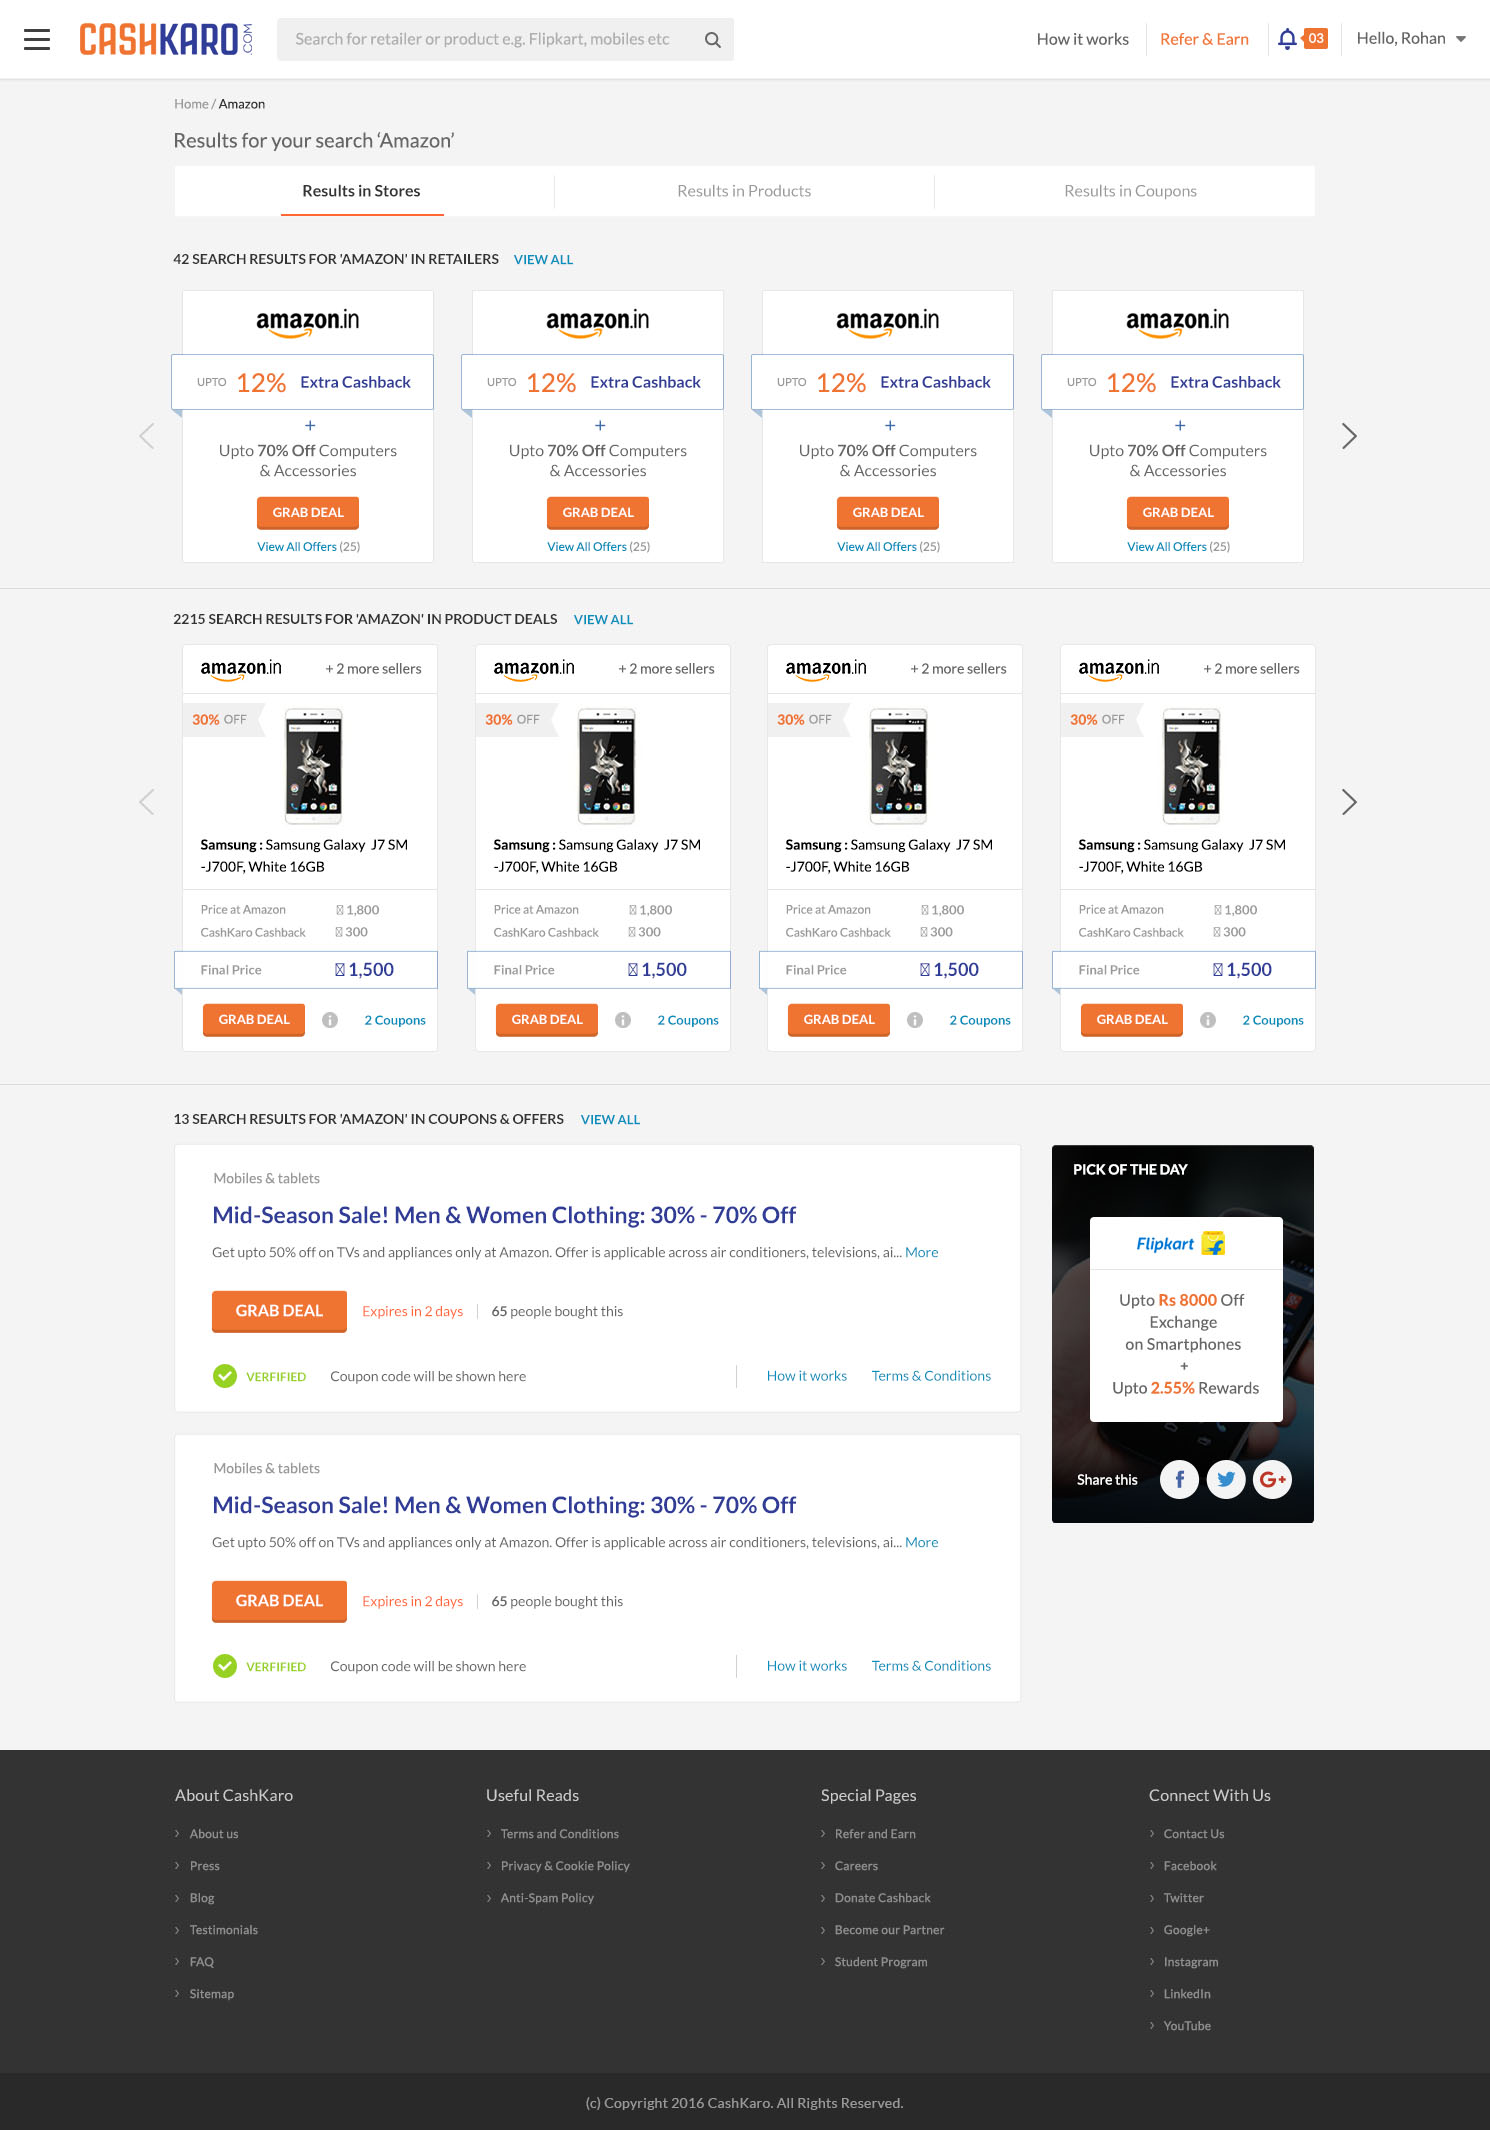 CASHKARO.COM
Search for retailer or product e.g. Flipkart, mobiles etc
How it works
Refer & Earn
03
Hello, Rohan
Home / Amazon
Results for your search ‘Amazon’
Results in Stores
Results in Products
Results in Coupons
42 SEARCH RESULTS FOR 'AMAZON' IN RETAILERS VIEW ALL
amazon.in
UPTO 12% Extra Cashback
+
Upto 70% Off Computers
& Accessories
GRAB DEAL
View All Offers (25)
amazon.in
UPTO 12% Extra Cashback
+
Upto 70% Off Computers
& Accessories
GRAB DEAL
View All Offers (25)
amazon.in
UPTO 12% Extra Cashback
+
Upto 70% Off Computers
& Accessories
GRAB DEAL
View All Offers (25)
amazon.in
UPTO 12% Extra Cashback
+
Upto 70% Off Computers
& Accessories
GRAB DEAL
View All Offers (25)
2215 SEARCH RESULTS FOR 'AMAZON' IN PRODUCT DEALS VIEW ALL
amazon.in + 2 more sellers
30% OFF
Samsung : Samsung Galaxy J7 SM
-J700F, White 16GB
Price at Amazon 1,800
CashKaro Cashback 300
Final Price 1,500
GRAB DEAL 2 Coupons
amazon.in + 2 more sellers
30% OFF
Samsung : Samsung Galaxy J7 SM
-J700F, White 16GB
Price at Amazon 1,800
CashKaro Cashback 300
Final Price 1,500
GRAB DEAL 2 Coupons
amazon.in + 2 more sellers
30% OFF
Samsung : Samsung Galaxy J7 SM
-J700F, White 16GB
Price at Amazon 1,800
CashKaro Cashback 300
Final Price 1,500
GRAB DEAL 2 Coupons
amazon.in + 2 more sellers
30% OFF
Samsung : Samsung Galaxy J7 SM
-J700F, White 16GB
Price at Amazon 1,800
CashKaro Cashback 300
Final Price 1,500
GRAB DEAL 2 Coupons
13 SEARCH RESULTS FOR 'AMAZON' IN COUPONS & OFFERS VIEW ALL
Mobiles & tablets
Mid-Season Sale! Men & Women Clothing: 30% - 70% Off
Get upto 50% off on TVs and appliances only at Amazon. Offer is applicable across air conditioners, televisions, ai... More
GRAB DEAL Expires in 2 days 65 people bought this
VERFIFIED Coupon code will be shown here How it works Terms & Conditions
Mobiles & tablets
Mid-Season Sale! Men & Women Clothing: 30% - 70% Off
Get upto 50% off on TVs and appliances only at Amazon. Offer is applicable across air conditioners, televisions, ai... More
GRAB DEAL Expires in 2 days 65 people bought this
VERFIFIED Coupon code will be shown here How it works Terms & Conditions
PICK OF THE DAY
Flipkart
Upto Rs 8000 Off
Exchange
on Smartphones
+
Upto 2.55% Rewards
Share this
About CashKaro
About us
Press
Blog
Testimonials
FAQ
Sitemap
Useful Reads
Terms and Conditions
Privacy & Cookie Policy
Anti-Spam Policy
Special Pages
Refer and Earn
Careers
Donate Cashback
Become our Partner
Student Program
Connect With Us
Contact Us
Facebook
Twitter
Google+
Instagram
LinkedIn
YouTube
(c) Copyright 2016 CashKaro. All Rights Reserved.